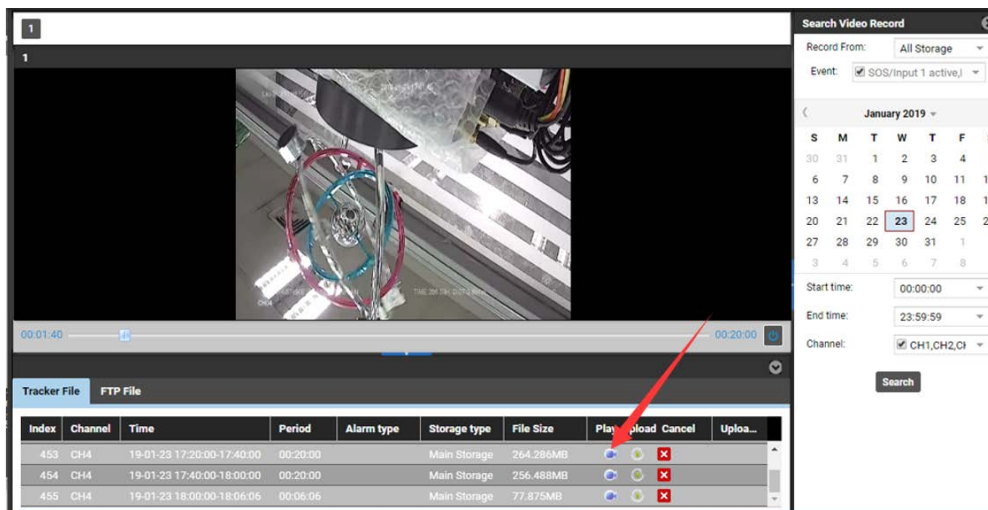 1
Search Video Record
1
Record From: All Storage
Event: SOS/Input 1 active,I
January 2019
S M T W T F
30 31 1 2 3 4
6 7 8 9 10 11
13 14 15 16 17 18
20 21 22 23 24 25
27 28 29 30 31 1
3 4 5 6 7 8
Start time: 00:00:00
End time: 23:59:59
Channel: CH1,CH2,CH
Search
CH4
00:01:40 00:20:00
Tracker File FTP File
Index Channel Time Period Alarm type Storage type File Size Play Upload Cancel Uploa...
453 CH4 19-01-23 17:20:00-17:40:00 00:20:00 Main Storage 264.286MB
454 CH4 19-01-23 17:40:00-18:00:00 00:20:00 Main Storage 256.488MB
455 CH4 19-01-23 18:00:00-18:06:06 00:06:06 Main Storage 77.875MB